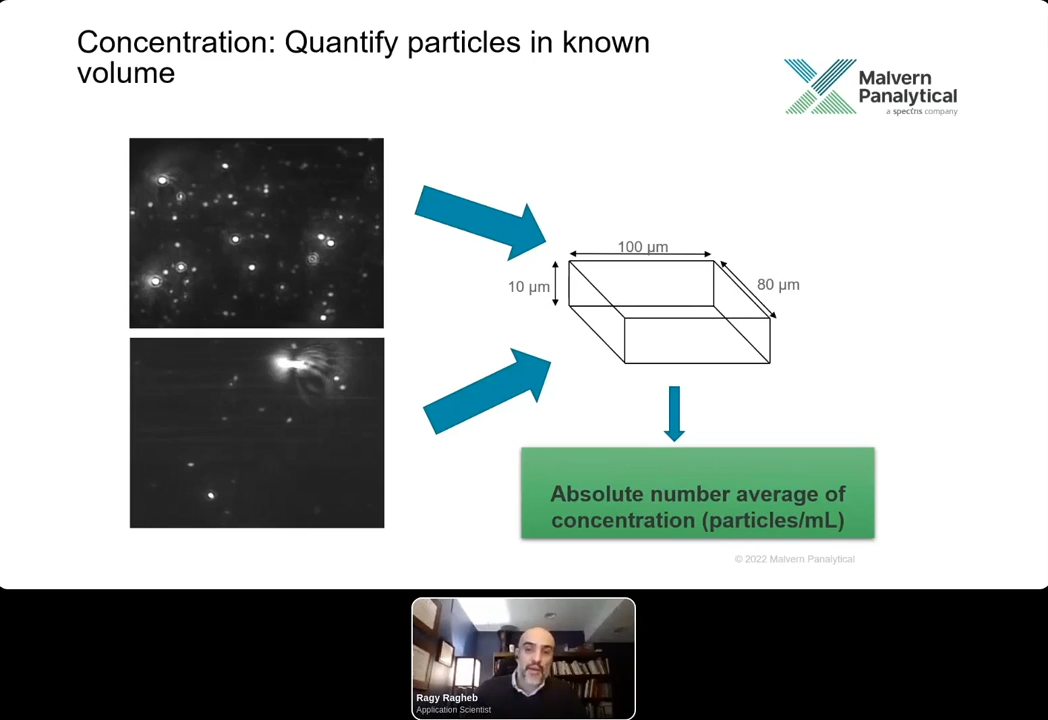 Concentration: Quantify particles in known
volume
Malvern
Panalytical
a spectris company
100 µm
10 µm
80 µm
Absolute number average of
concentration (particles/mL)
© 2022 Malvern Panalytical
Ragy Ragheb
Application Scientist